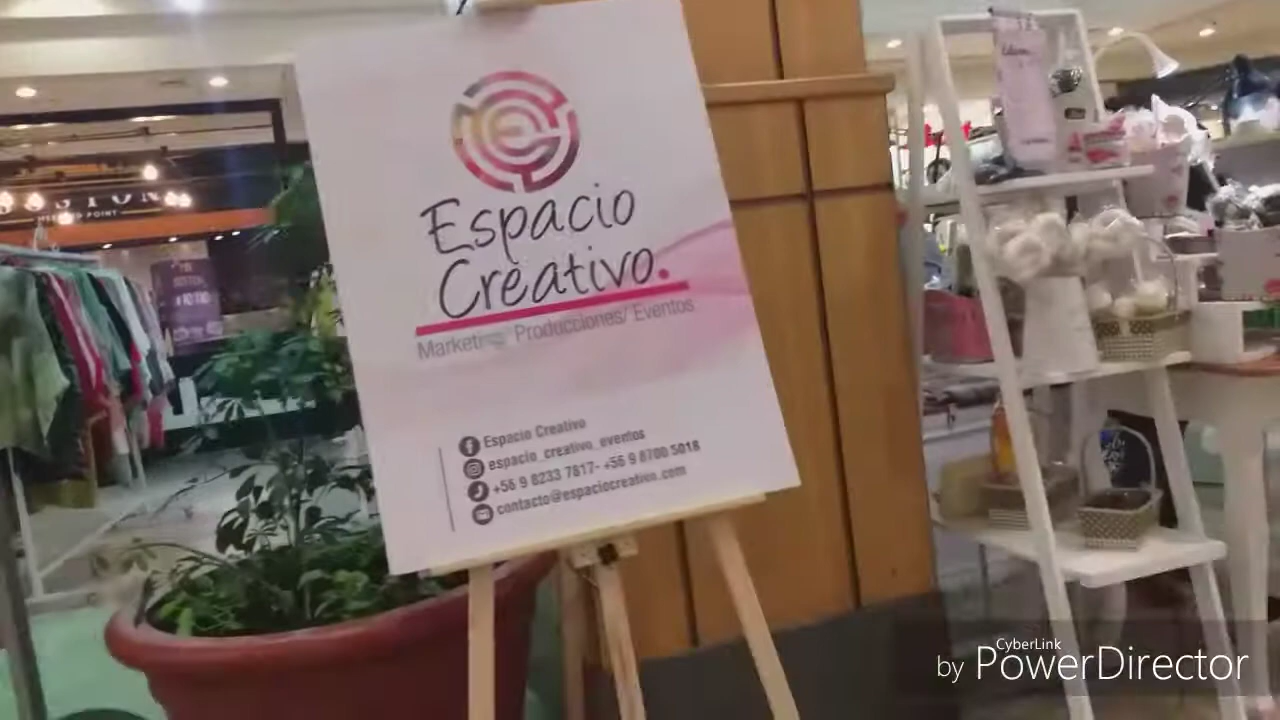 Espacio
Creativo.
Marketing Producciones/ Eventos
Espacio Creativo
espacio_creativo_eventos
+56 9 8233 7817- +56 9 8700 5018
contacto@espaciocreativo.com
CyberLink
by PowerDirector